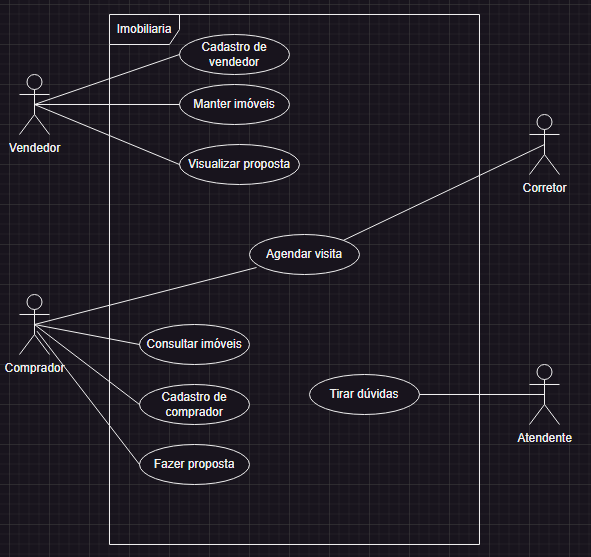 Imobiliaria
Cadastro de
vendedor
Manter imóveis
Vendedor
Visualizar proposta
Corretor
Agendar visita
Consultar imóveis
Comprador
Cadastro de
comprador
Tirar dúvidas
Atendente
Fazer proposta